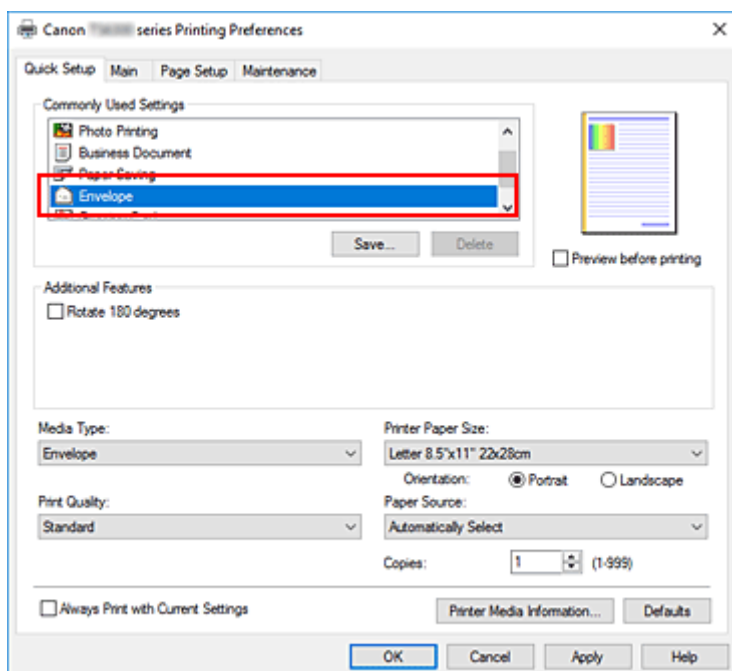 Canon series Printing Preferences
Quick Setup Main Page Setup Maintenance
Commonly Used Settings
Photo Printing
Business Document
Paper Saving
Envelope
Save... Delete
Preview before printing
Additional Features
Rotate 180 degrees
Media Type:
Printer Paper Size:
Envelope
Letter 8.5"x11" 22x28cm
Orientation: Portrait Landscape
Print Quality:
Paper Source:
Standard
Automatically Select
Copies: 1 (1-999)
Always Print with Current Settings
Printer Media Information... Defaults
OK Cancel Apply Help